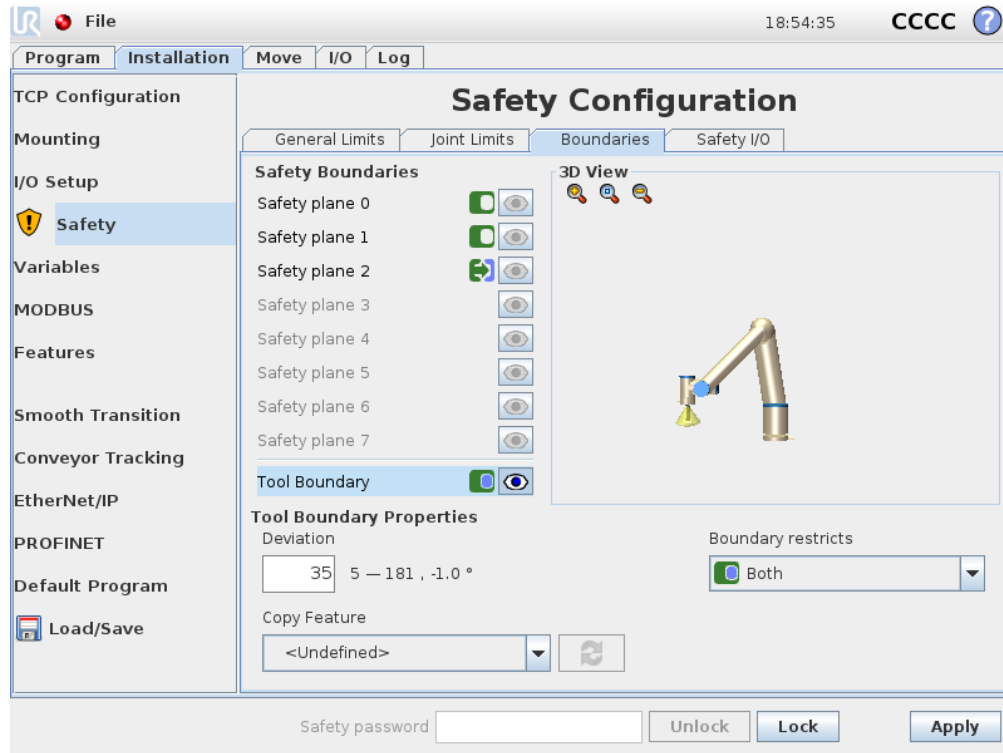 UR File 18:54:35 CCCC ?
Program Installation Move I/O Log
TCP Configuration
Mounting
I/O Setup
Safety
Variables
MODBUS
Features
Smooth Transition
Conveyor Tracking
EtherNet/IP
PROFINET
Default Program
Load/Save
Safety Configuration
General Limits Joint Limits Boundaries Safety I/O
Safety Boundaries
Safety plane 0
Safety plane 1
Safety plane 2
Safety plane 3
Safety plane 4
Safety plane 5
Safety plane 6
Safety plane 7
Tool Boundary
3D View
Tool Boundary Properties
Deviation
35 5 — 181 , -1.0 °
Boundary restricts
Both
Copy Feature
<Undefined>
Safety password Unlock Lock Apply